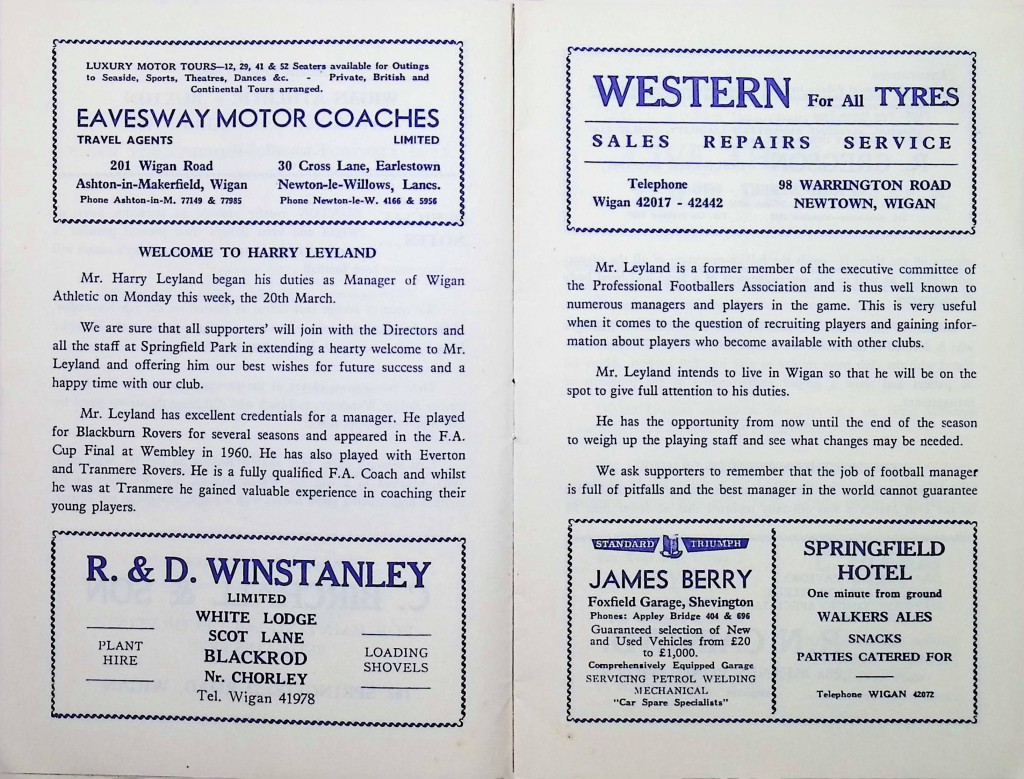 LUXURY MOTOR TOURS—12, 29, 41 & 52 Seaters available for Outings
to Seaside, Sports, Theatres, Dances &c. - Private, British and
Continental Tours arranged.
EAVESWAY MOTOR COACHES
TRAVEL AGENTS LIMITED
201 Wigan Road 30 Cross Lane, Earlestown
Ashton-in-Makerfield, Wigan Newton-le-Willows, Lancs.
Phone Ashton-in-M. 77149 & 77985 Phone Newton-le-W. 4166 & 5956
WELCOME TO HARRY LEYLAND
Mr. Harry Leyland began his duties as Manager of Wigan
Athletic on Monday this week, the 20th March.
We are sure that all supporters' will join with the Directors and
all the staff at Springfield Park in extending a hearty welcome to Mr.
Leyland and offering him our best wishes for future success and a
happy time with our club.
Mr. Leyland has excellent credentials for a manager. He played
for Blackburn Rovers for several seasons and appeared in the F.A.
Cup Final at Wembley in 1960. He has also played with Everton
and Tranmere Rovers. He is a fully qualified F.A. Coach and whilst
he was at Tranmere he gained valuable experience in coaching their
young players.
R. & D. WINSTANLEY
LIMITED
WHITE LODGE
SCOT LANE
BLACKROD
Nr. CHORLEY
Tel. Wigan 41978
PLANT
HIRE
LOADING
SHOVELS
WESTERN For All TYRES
SALES REPAIRS SERVICE
Telephone 98 WARRINGTON ROAD
Wigan 42017 - 42442 NEWTOWN, WIGAN
Mr. Leyland is a former member of the executive committee of
the Professional Footballers Association and is thus well known to
numerous managers and players in the game. This is very useful
when it comes to the question of recruiting players and gaining infor-
mation about players who become available with other clubs.
Mr. Leyland intends to live in Wigan so that he will be on the
spot to give full attention to his duties.
He has the opportunity from now until the end of the season
to weigh up the playing staff and see what changes may be needed.
We ask supporters to remember that the job of football manager
is full of pitfalls and the best manager in the world cannot guarantee
STANDARD TRIUMPH
JAMES BERRY
Foxfield Garage, Shevington
Phones: Appley Bridge 404 & 696
Guaranteed selection of New
and Used Vehicles from £20
to £1,000.
Comprehensively Equipped Garage
SERVICING PETROL WELDING
MECHANICAL
"Car Spare Specialists"
SPRINGFIELD
HOTEL
One minute from ground
WALKERS ALES
SNACKS
PARTIES CATERED FOR
Telephone WIGAN 42072